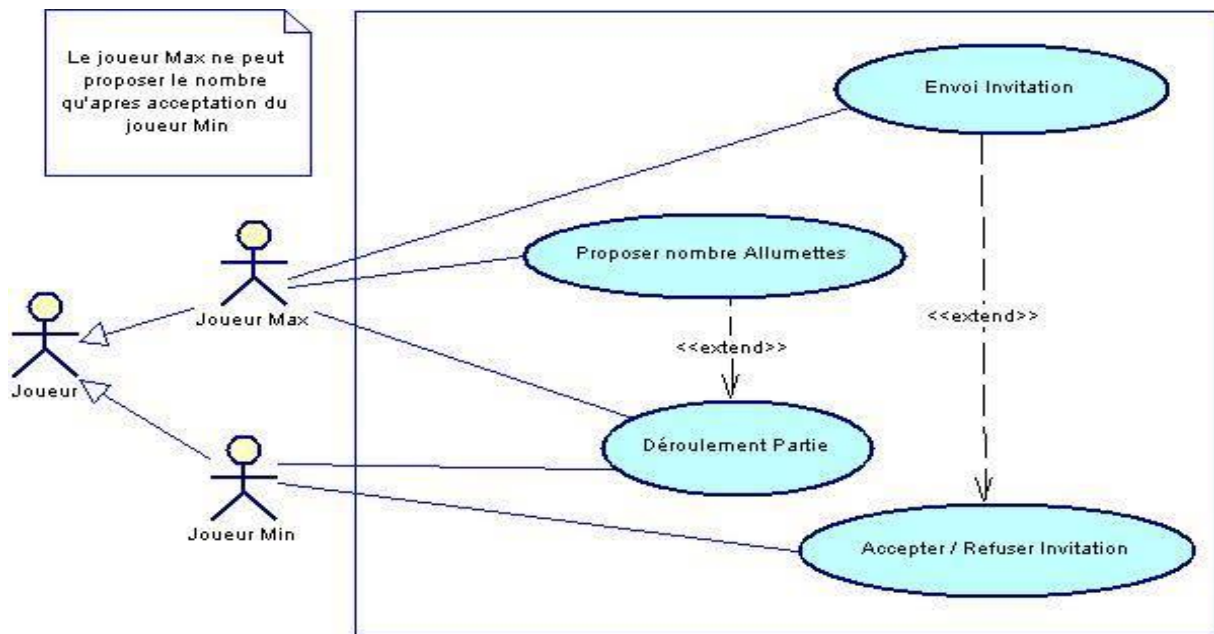 Le joueur Max ne peut
proposer le nombre
qu'apres acceptation du
joueur Min
Envoi Invitation
Proposer nombre Allumettes
Joueur Max
<<extend>>
<<extend>>
Joueur
Déroulement Partie
Joueur Min
Accepter / Refuser Invitation